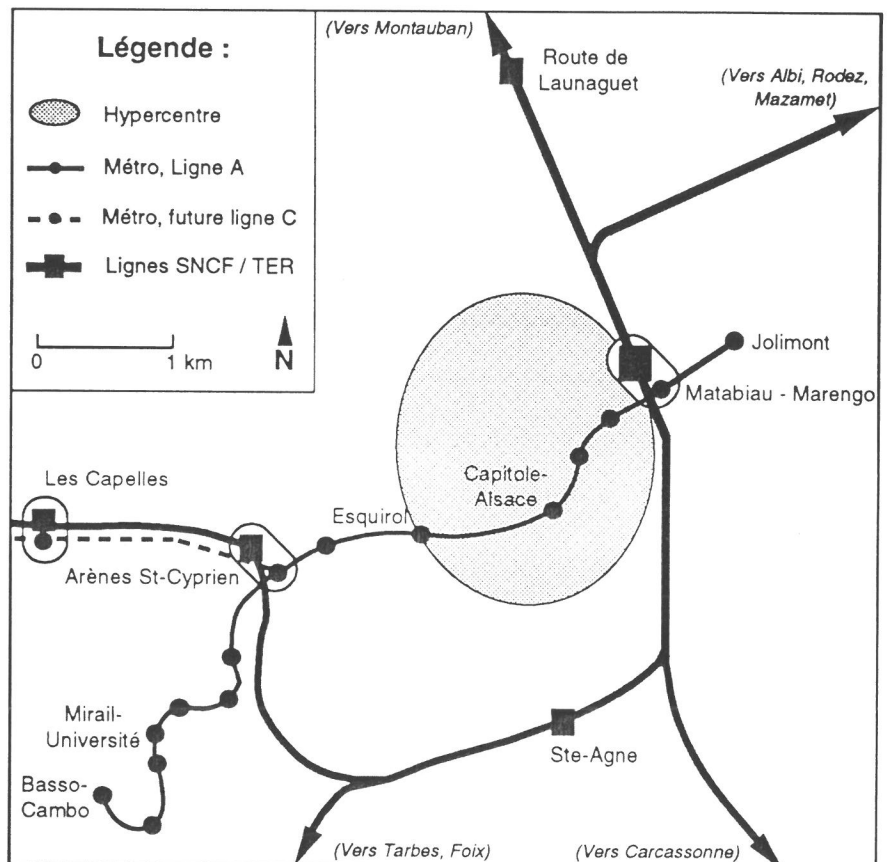 Légende :
Hypercentre
Métro, Ligne A
Métro, future ligne C
Lignes SNCF / TER
0
1 km
N
(Vers Montauban)
Route de
Launaguet
(Vers Albi, Rodez,
Mazamet)
Jolimont
Matabiau - Marengo
Capitole-
Alsace
Les Capelles
Esquirol
Arènes St-Cyprien
Mirail-
Université
Basso-
Cambo
Ste-Agne
(Vers Tarbes, Foix)
(Vers Carcassonne)